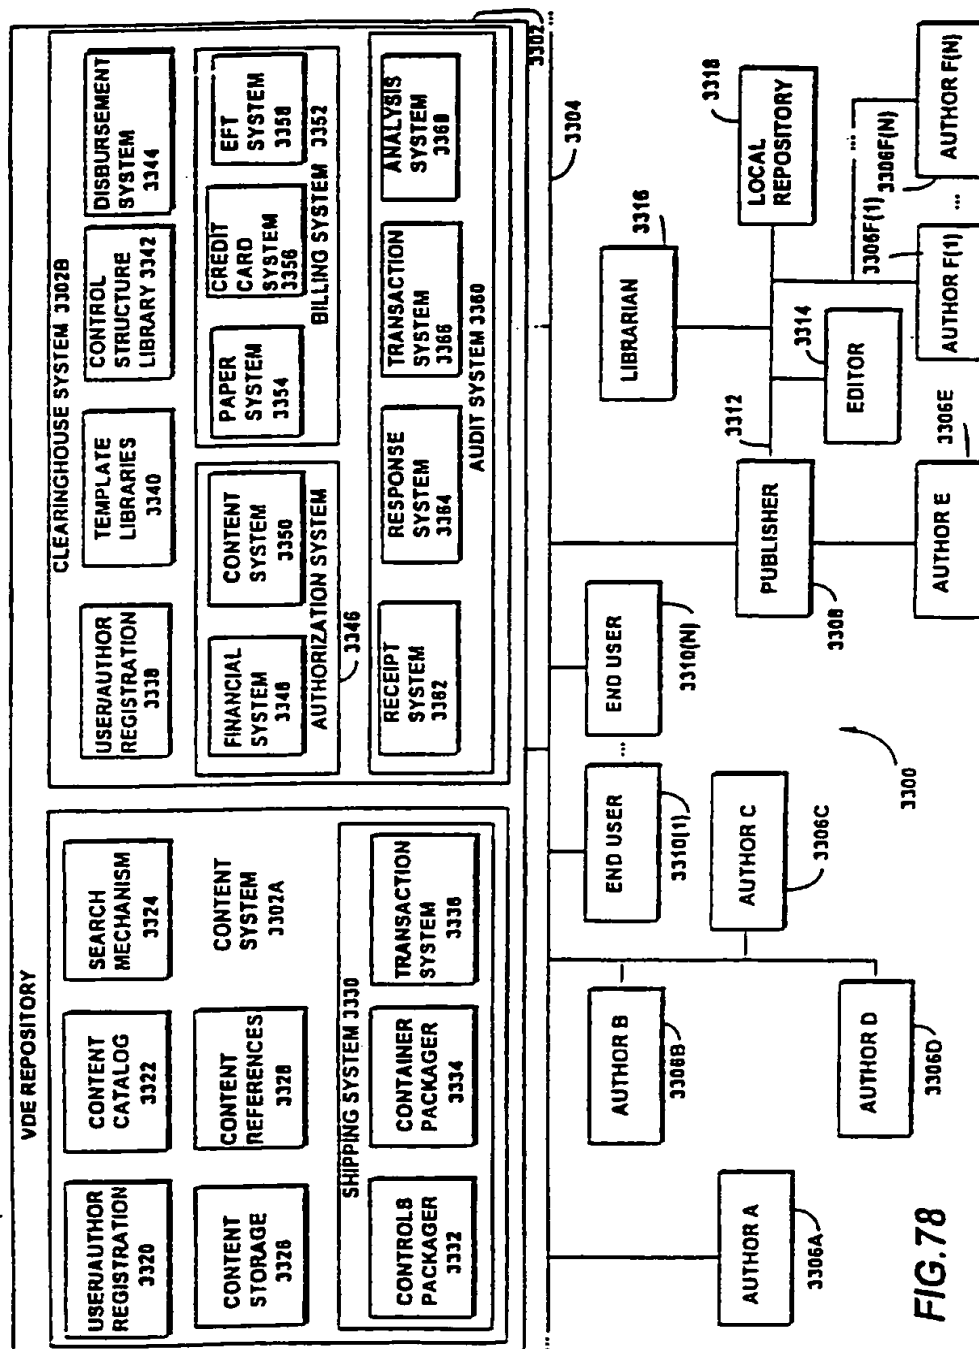 VDE REPOSITORY
3302
USER/AUTHOR
REGISTRATION
3320
CONTENT
CATALOG
3322
SEARCH
MECHANISM
3324
CONTENT
STORAGE
3326
CONTENT
REFERENCES
3328
CONTENT
SYSTEM
3302A
SHIPPING SYSTEM 3330
CONTROLS
PACKAGER
3332
CONTAINER
PACKAGER
3334
TRANSACTION
SYSTEM
3336
CLEARINGHOUSE SYSTEM 3302B
USER/AUTHOR
REGISTRATION
3338
TEMPLATE
LIBRARIES
3340
CONTROL
STRUCTURE
LIBRARY 3342
DISBURSEMENT
SYSTEM
3344
FINANCIAL
SYSTEM
3348
CONTENT
SYSTEM
3350
AUTHORIZATION SYSTEM
3346
PAPER
SYSTEM
3354
CREDIT
CARD
SYSTEM
3356
EFT
SYSTEM
3358
3352
BILLING SYSTEM
RECEIPT
SYSTEM
3362
RESPONSE
SYSTEM
3364
TRANSACTION
SYSTEM
3366
ANALYSIS
SYSTEM
3368
AUDIT SYSTEM 3360
...
...
3304
AUTHOR A
3306A
AUTHOR B
3306B
AUTHOR D
3306D
AUTHOR C
3306C
END USER
3310(1)
...
END USER
3310(N)
3300
PUBLISHER
3308
AUTHOR E
3306E
3312
LIBRARIAN
3316
EDITOR
3314
LOCAL
REPOSITORY
3318
AUTHOR F(1)
3306F(1)
...
...
AUTHOR F(N)
3306F(N)
FIG.78